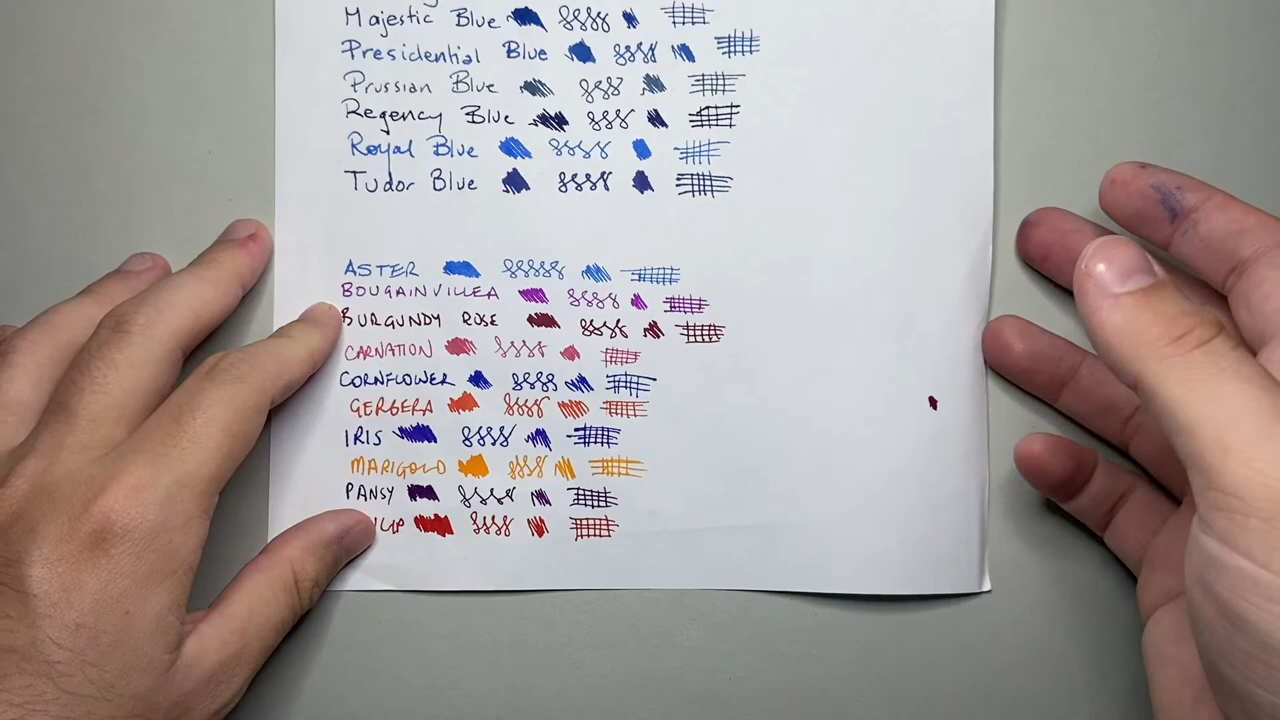 Majestic Blue
Presidential Blue
Prussian Blue
Regency Blue
Royal Blue
Tudor Blue
ASTER
BOUGAINVILLEA
BURGUNDY ROSE
CARNATION
CORNFLOWER
GERBERA
IRIS
MARIGOLD
PANSY